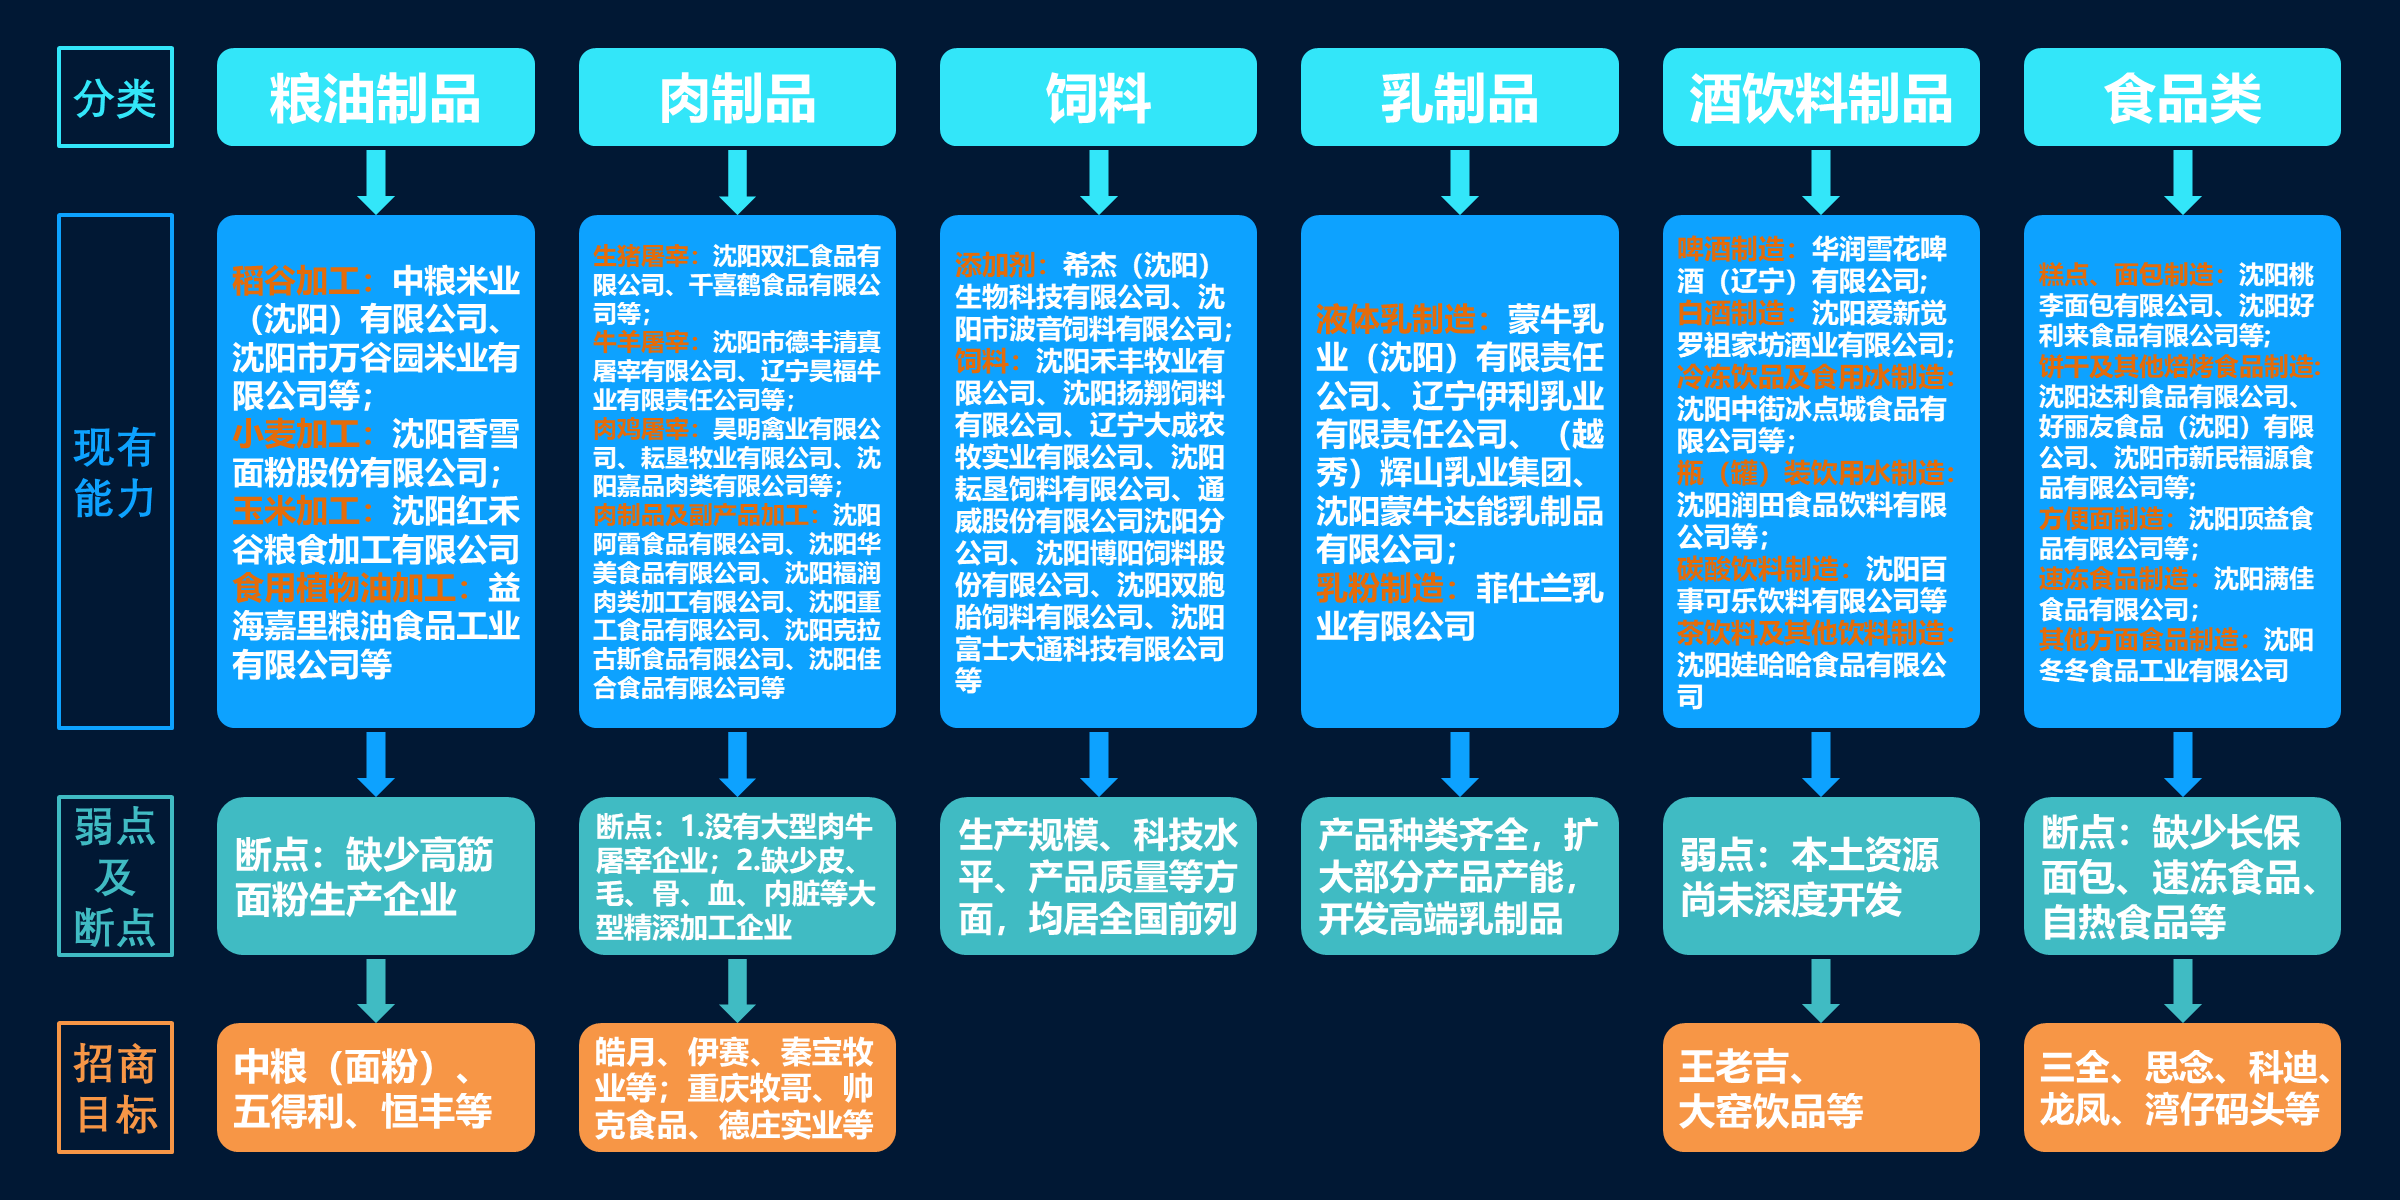 分类
粮油制品
肉制品
饲料
乳制品
酒饮料制品
食品类
现有
能力
稻谷加工：中粮米业
（沈阳）有限公司、
沈阳市万谷园米业有
限公司等；
小麦加工：沈阳香雪
面粉股份有限公司；
玉米加工：沈阳红禾
谷粮食加工有限公司
食用植物油加工：益
海嘉里粮油食品工业
有限公司等
生猪屠宰：沈阳双汇食品有
限公司、千喜鹤食品有限公
司等；
牛羊屠宰：沈阳市德丰清真
屠宰有限公司、辽宁昊福牛
业有限责任公司等；
肉鸡屠宰：昊明禽业有限公
司、耘垦牧业有限公司、沈
阳嘉品肉类有限公司等；
肉制品及副产品加工：沈阳
阿雷食品有限公司、沈阳华
美食品有限公司、沈阳福润
肉类加工有限公司、沈阳重
工食品有限公司、沈阳克拉
古斯食品有限公司、沈阳佳
合食品有限公司等
添加剂：希杰（沈阳）
生物科技有限公司、沈
阳市波音饲料有限公司；
饲料：沈阳禾丰牧业有
限公司、沈阳扬翔饲料
有限公司、辽宁大成农
牧实业有限公司、沈阳
耘垦饲料有限公司、通
威股份有限公司沈阳分
公司、沈阳博阳饲料股
份有限公司、沈阳双胞
胎饲料有限公司、沈阳
富士大通科技有限公司
等
液体乳制造：蒙牛乳
业（沈阳）有限责任
公司、辽宁伊利乳业
有限责任公司、（越
秀）辉山乳业集团、
沈阳蒙牛达能乳制品
有限公司；
乳粉制造：菲仕兰乳
业有限公司
啤酒制造：华润雪花啤
酒（辽宁）有限公司;
白酒制造：沈阳爱新觉
罗祖家坊酒业有限公司；
冷冻饮品及食用冰制造：
沈阳中街冰点城食品有
限公司等；
瓶（罐）装饮用水制造：
沈阳润田食品饮料有限
公司等；
碳酸饮料制造：沈阳百
事可乐饮料有限公司等
茶饮料及其他饮料制造：
沈阳娃哈哈食品有限公
司
糕点、面包制造：沈阳桃
李面包有限公司、沈阳好
利来食品有限公司等;
饼干及其他焙烤食品制造：
沈阳达利食品有限公司、
好丽友食品（沈阳）有限
公司、沈阳市新民福源食
品有限公司等;
方便面制造：沈阳顶益食
品有限公司等；
速冻食品制造：沈阳满佳
食品有限公司；
其他方面食品制造：沈阳
冬冬食品工业有限公司
弱点
及
断点
断点：缺少高筋
面粉生产企业
断点：1.没有大型肉牛
屠宰企业；2.缺少皮、
毛、骨、血、内脏等大
型精深加工企业
生产规模、科技水
平、产品质量等方
面，均居全国前列
产品种类齐全，扩
大部分产品产能，
开发高端乳制品
弱点：本土资源
尚未深度开发
断点：缺少长保
面包、速冻食品、
自热食品等
招商
目标
中粮（面粉）、
五得利、恒丰等
皓月、伊赛、秦宝牧
业等；重庆牧哥、帅
克食品、德庄实业等
王老吉、
大窑饮品等
三全、思念、科迪、
龙凤、湾仔码头等